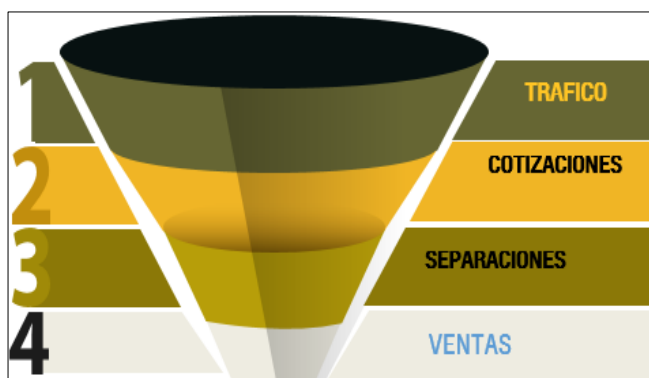 1 TRAFICO
2 COTIZACIONES
3 SEPARACIONES
4 VENTAS